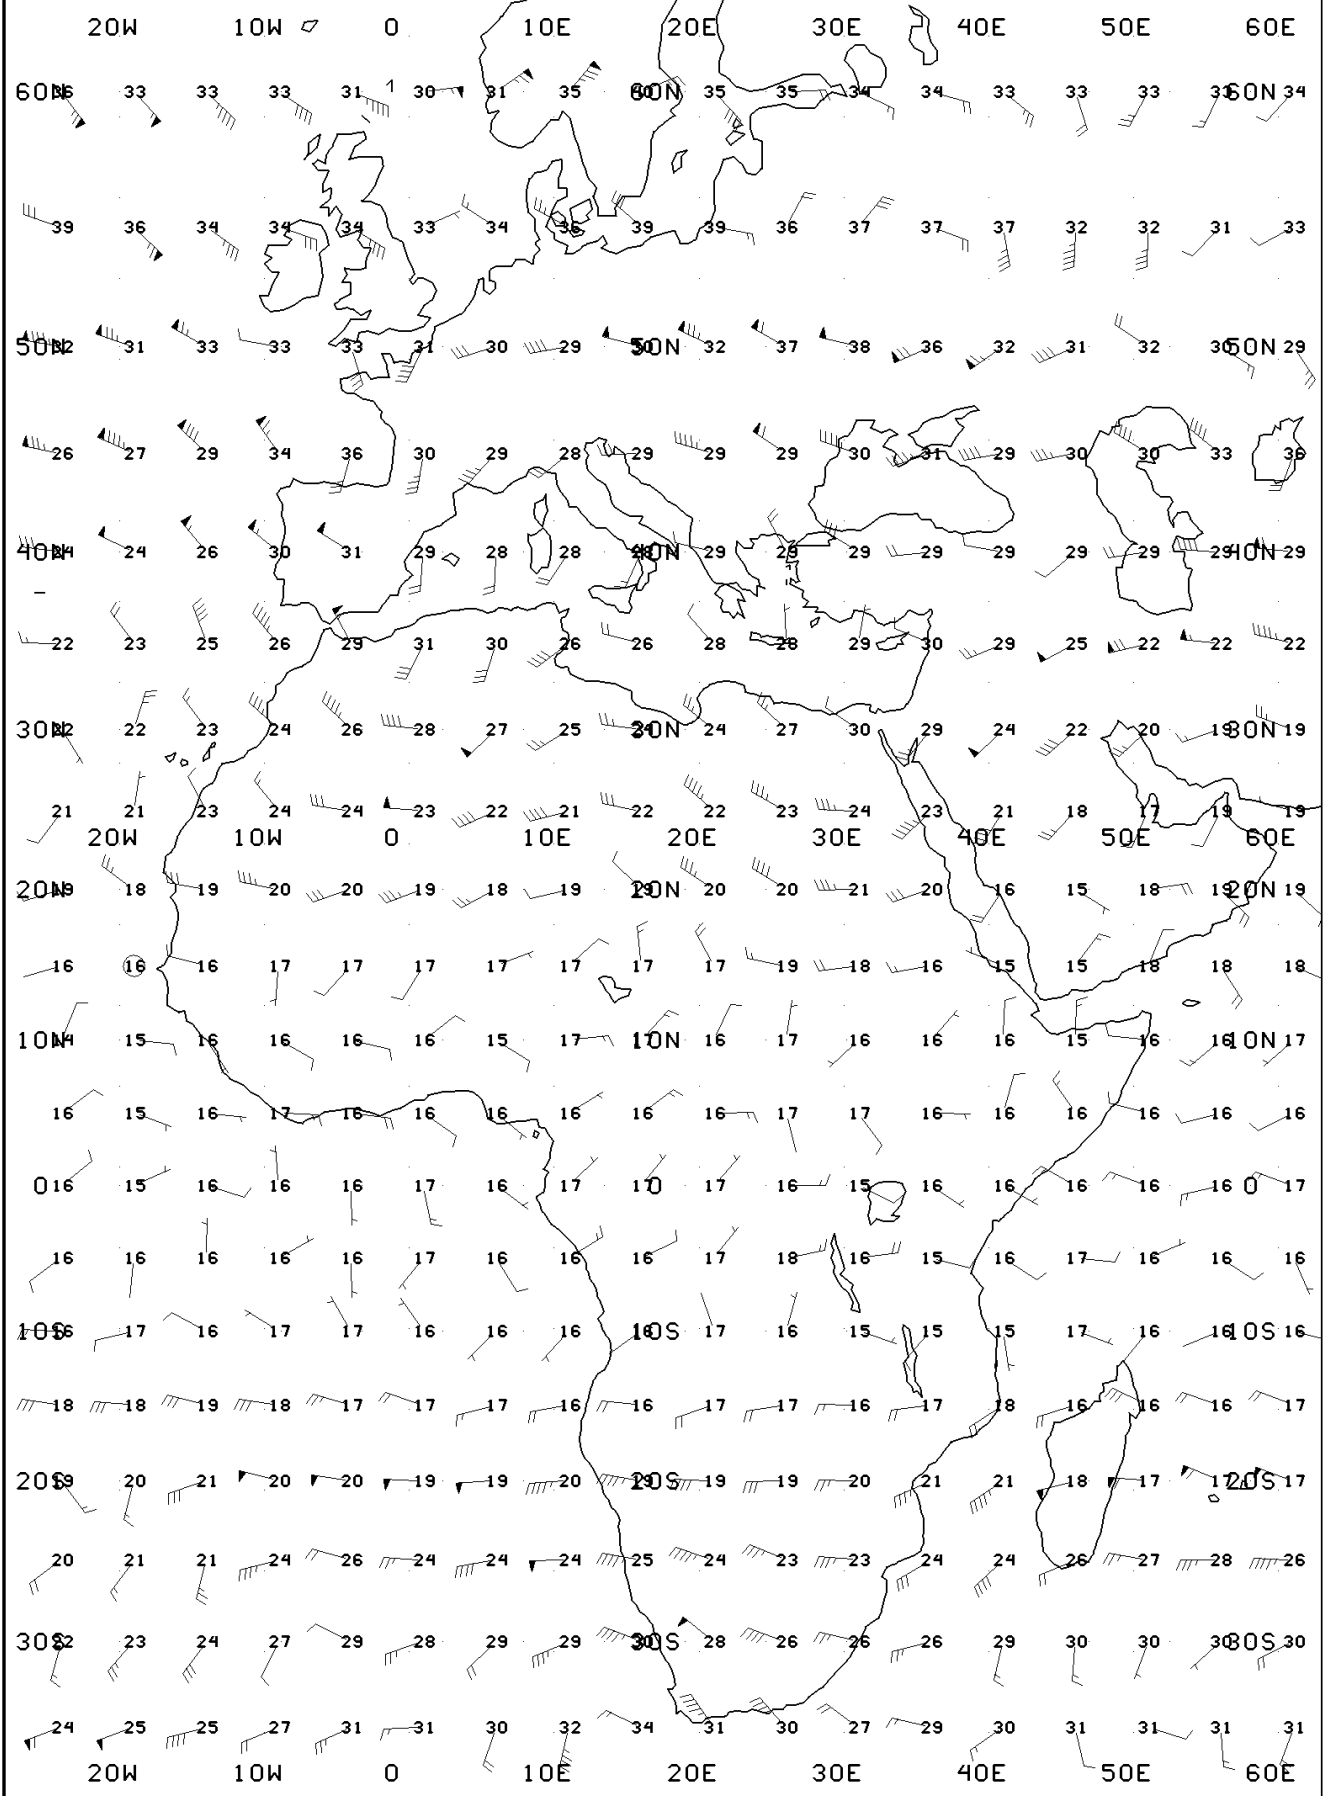 20W 10W 0 10E 20E 30E 40E 50E 60E
60N 33 33 33 31 1 30 31 35 60N 35 35 34 34 33 33 33 60N 34
39 36 34 34 34 33 34 36 39 39 36 37 37 37 32 32 31 33
50N 31 33 33 33 31 30 29 50N 32 37 38 36 32 31 32 30 50N 29
26 27 29 34 36 30 29 28 29 29 29 30 31 29 30 30 33 36
40N 24 26 30 31 29 28 28 40N 29 29 29 29 29 29 29 29 40N 29
22 23 25 26 29 31 30 26 26 28 28 29 30 29 25 22 22 22
30N 22 23 24 26 28 27 25 30N 24 27 30 29 24 22 20 19 30N 19
21 21 23 24 24 23 22 21 22 22 23 24 23 21 18 17 19 19
20W 10W 0 10E 20E 30E 40E 50E 60E
20N 18 19 20 20 19 18 19 20N 20 20 21 20 16 15 18 19 20N 19
16 16 16 17 17 17 17 17 17 17 19 18 16 15 15 18 18 18
10N 15 16 16 16 16 15 17 17 10N 16 17 16 16 16 15 16 16 10N 17
16 15 16 17 16 16 16 16 16 16 17 17 16 16 16 16 16 16
0 16 15 16 16 16 17 16 17 17 0 17 16 15 16 16 16 16 16 0 17
16 16 16 16 16 17 16 16 16 17 18 16 15 16 17 16 16 16
10S 17 16 17 17 16 16 16 10S 17 16 15 15 15 17 16 16 10S 16
18 18 19 18 17 17 17 16 16 17 17 16 17 18 16 16 16 17
20S 20 21 20 20 19 19 20 20S 19 19 20 21 21 18 17 17 20S 17
20 21 21 24 26 24 24 24 25 24 23 23 24 24 26 27 28 26
30S 23 24 27 29 28 29 29 30S 28 26 26 26 29 30 30 30 30S 30
24 25 25 27 31 31 30 32 34 31 30 27 29 30 31 31 31 31
20W 10W 0 10E 20E 30E 40E 50E 60E